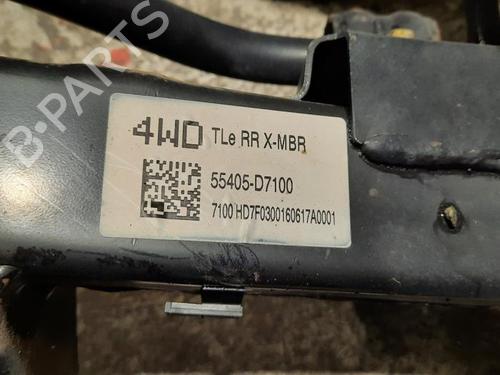 B-PARTS
4WD TLe RR X-MBR
55405-D7100
7100 HD7F0300160617A0001